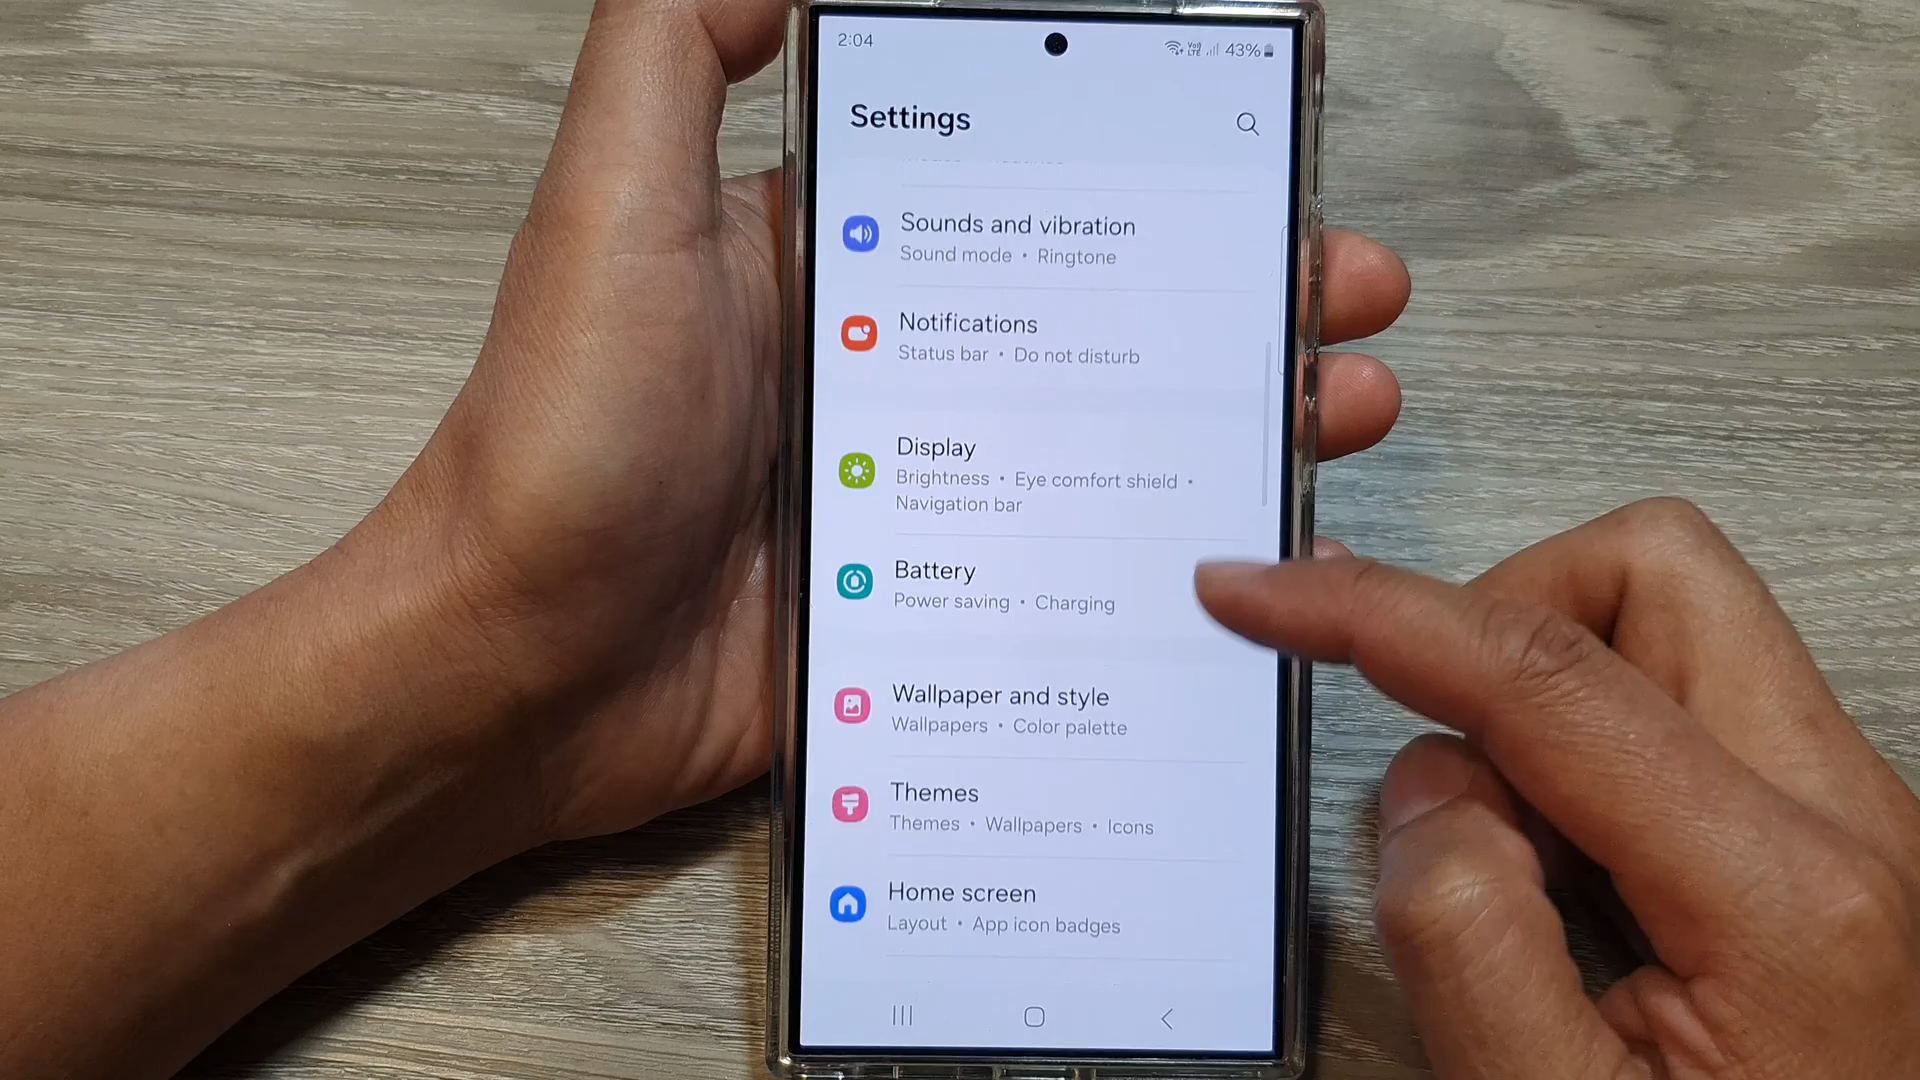 2:04
Vo)) LTE 43%
Settings
Sounds and vibration
Sound mode • Ringtone
Notifications
Status bar • Do not disturb
Display
Brightness • Eye comfort shield •
Navigation bar
Battery
Power saving • Charging
Wallpaper and style
Wallpapers • Color palette
Themes
Themes • Wallpapers • Icons
Home screen
Layout • App icon badges